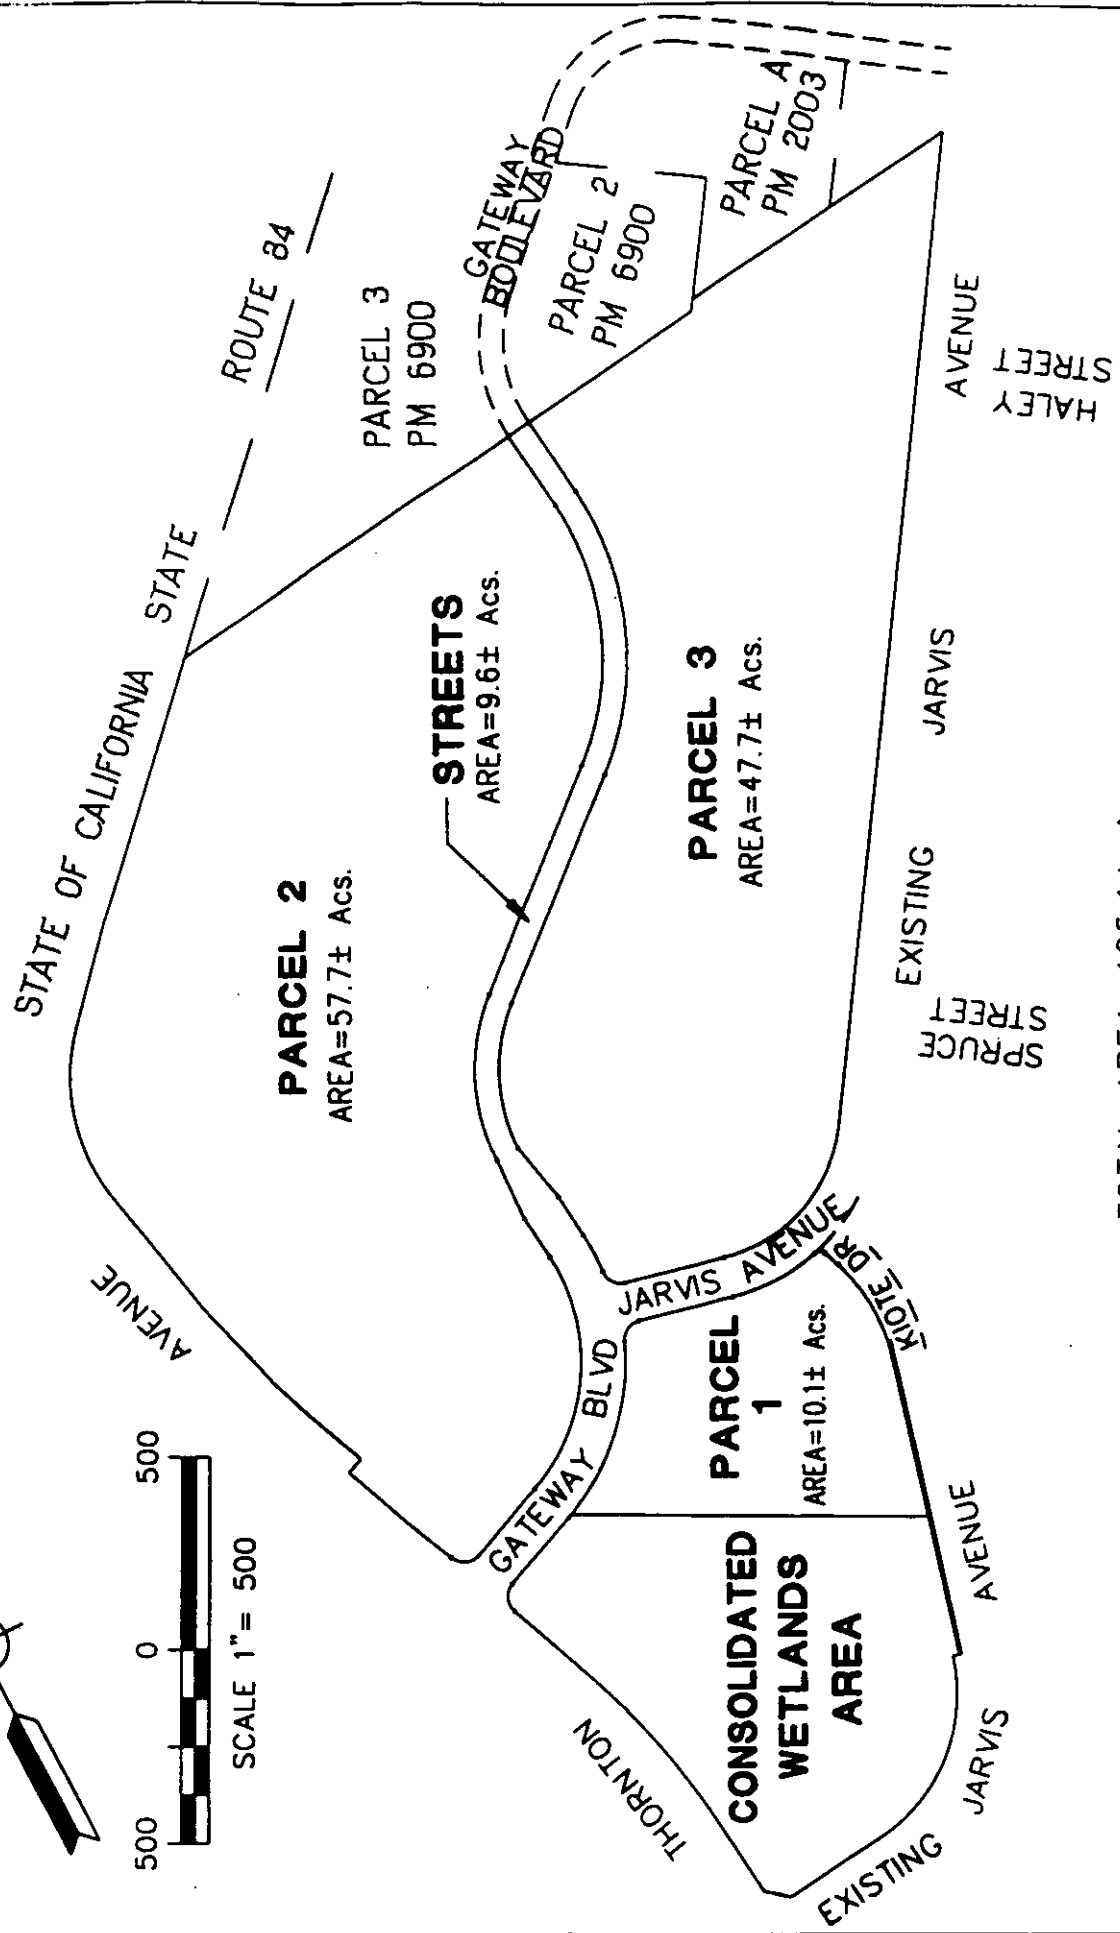 STATE OF CALIFORNIA STATE ROUTE 84
PARCEL 3
PM 6900
GATEWAY
BOULEVARD
PARCEL 2
PM 6900
PARCEL A
PM 2003
STREETS
AREA=9.6± Acs.
PARCEL 2
AREA=57.7± Acs.
PARCEL 3
AREA=47.7± Acs.
EXISTING JARVIS AVENUE
HALEY
STREET
SPRUCE
STREET
THORNTON AVENUE
GATEWAY BLVD
JARVIS AVENUE
KIOTE DR
PARCEL
1
AREA=10.1± Acs.
CONSOLIDATED
WETLANDS
AREA
EXISTING JARVIS AVENUE
500 0 500
SCALE 1"= 500